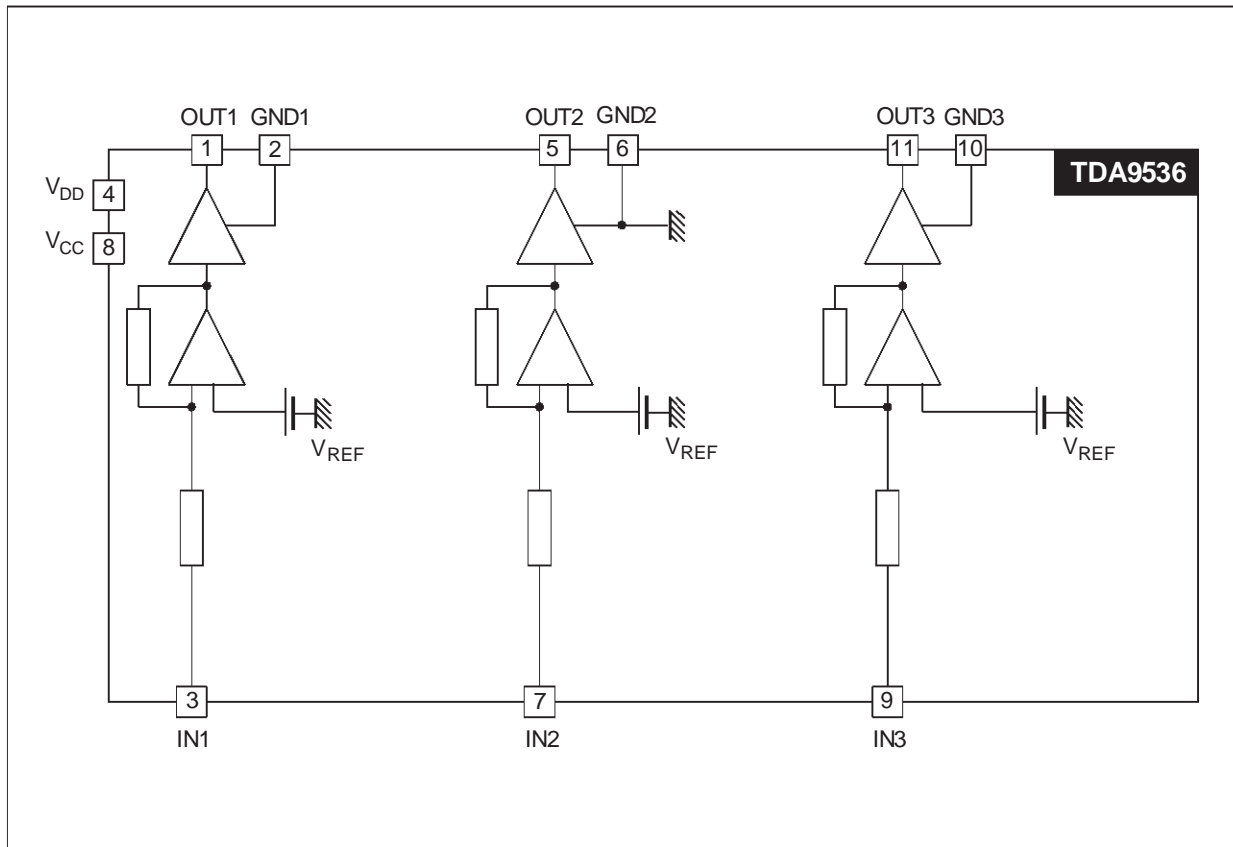 OUT1 GND1 OUT2 GND2 OUT3 GND3
1 2 5 6 11 10
TDA9536
VDD 4
VCC 8
VREF VREF VREF
3 7 9
IN1 IN2 IN3